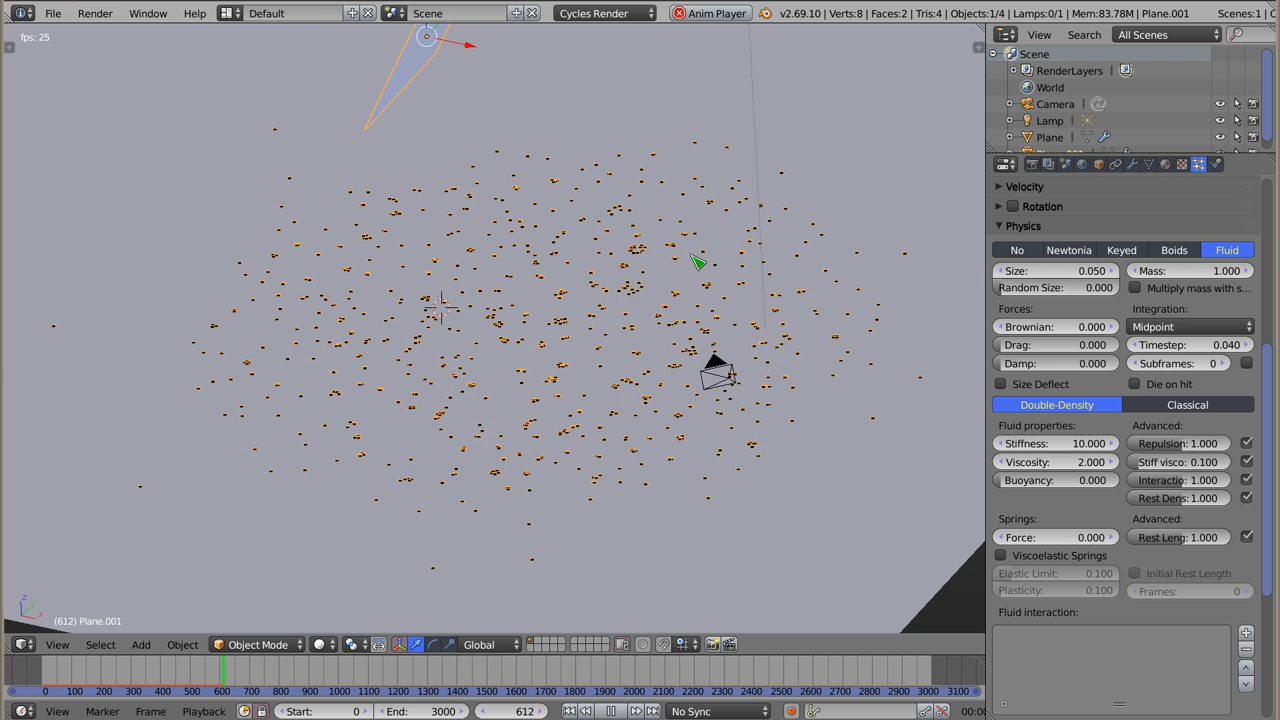 File Render Window Help Default Scene Cycles Render Anim Player v2.69.10 | Verts:8 | Faces:2 | Tris:4 | Objects:1/4 | Lamps:0/1 | Mem:83.78M | Plane.001 Scenes:1 |
fps: 25
View Search All Scenes
Scene
RenderLayers |
World
Camera |
Lamp |
Plane |
Velocity
Rotation
Physics
No Newtonia Keyed Boids Fluid
Size: 0.050 Mass: 1.000
Random Size: 0.000 Multiply mass with s...
Forces: Integration:
Brownian: 0.000 Midpoint
Drag: 0.000 Timestep: 0.040
Damp: 0.000 Subframes: 0
Size Deflect Die on hit
Double-Density Classical
Fluid properties: Advanced:
Stiffness: 10.000 Repulsion: 1.000
Viscosity: 2.000 Stiff visco: 0.100
Buoyancy: 0.000 Interactio: 1.000
Rest Dens: 1.000
Springs: Advanced:
Force: 0.000 Rest Leng: 1.000
Viscoelastic Springs
Elastic Limit: 0.100 Initial Rest Length
Plasticity: 0.100 Frames: 0
Fluid interaction:
z y x
(612) Plane.001
View Select Add Object Object Mode Global
0 100 200 300 400 500 600 700 800 900 1000 1100 1200 1300 1400 1500 1600 1700 1800 1900 2000 2100 2200 2300 2400 2500 2600 2700 2800 2900 3000 3100
View Marker Frame Playback Start: 0 End: 3000 612 No Sync 00:0